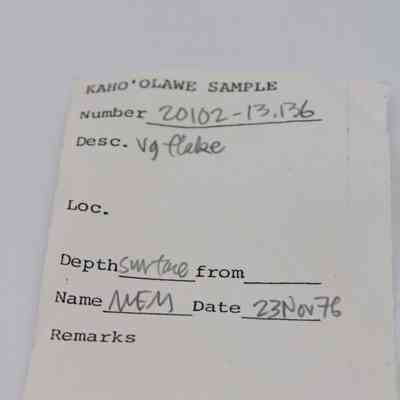 KAHO'OLAWE SAMPLE
Number 20102-13.136
Desc. vg flake
Loc.
Depth surface from
Name MEM Date 23Nov76
Remarks